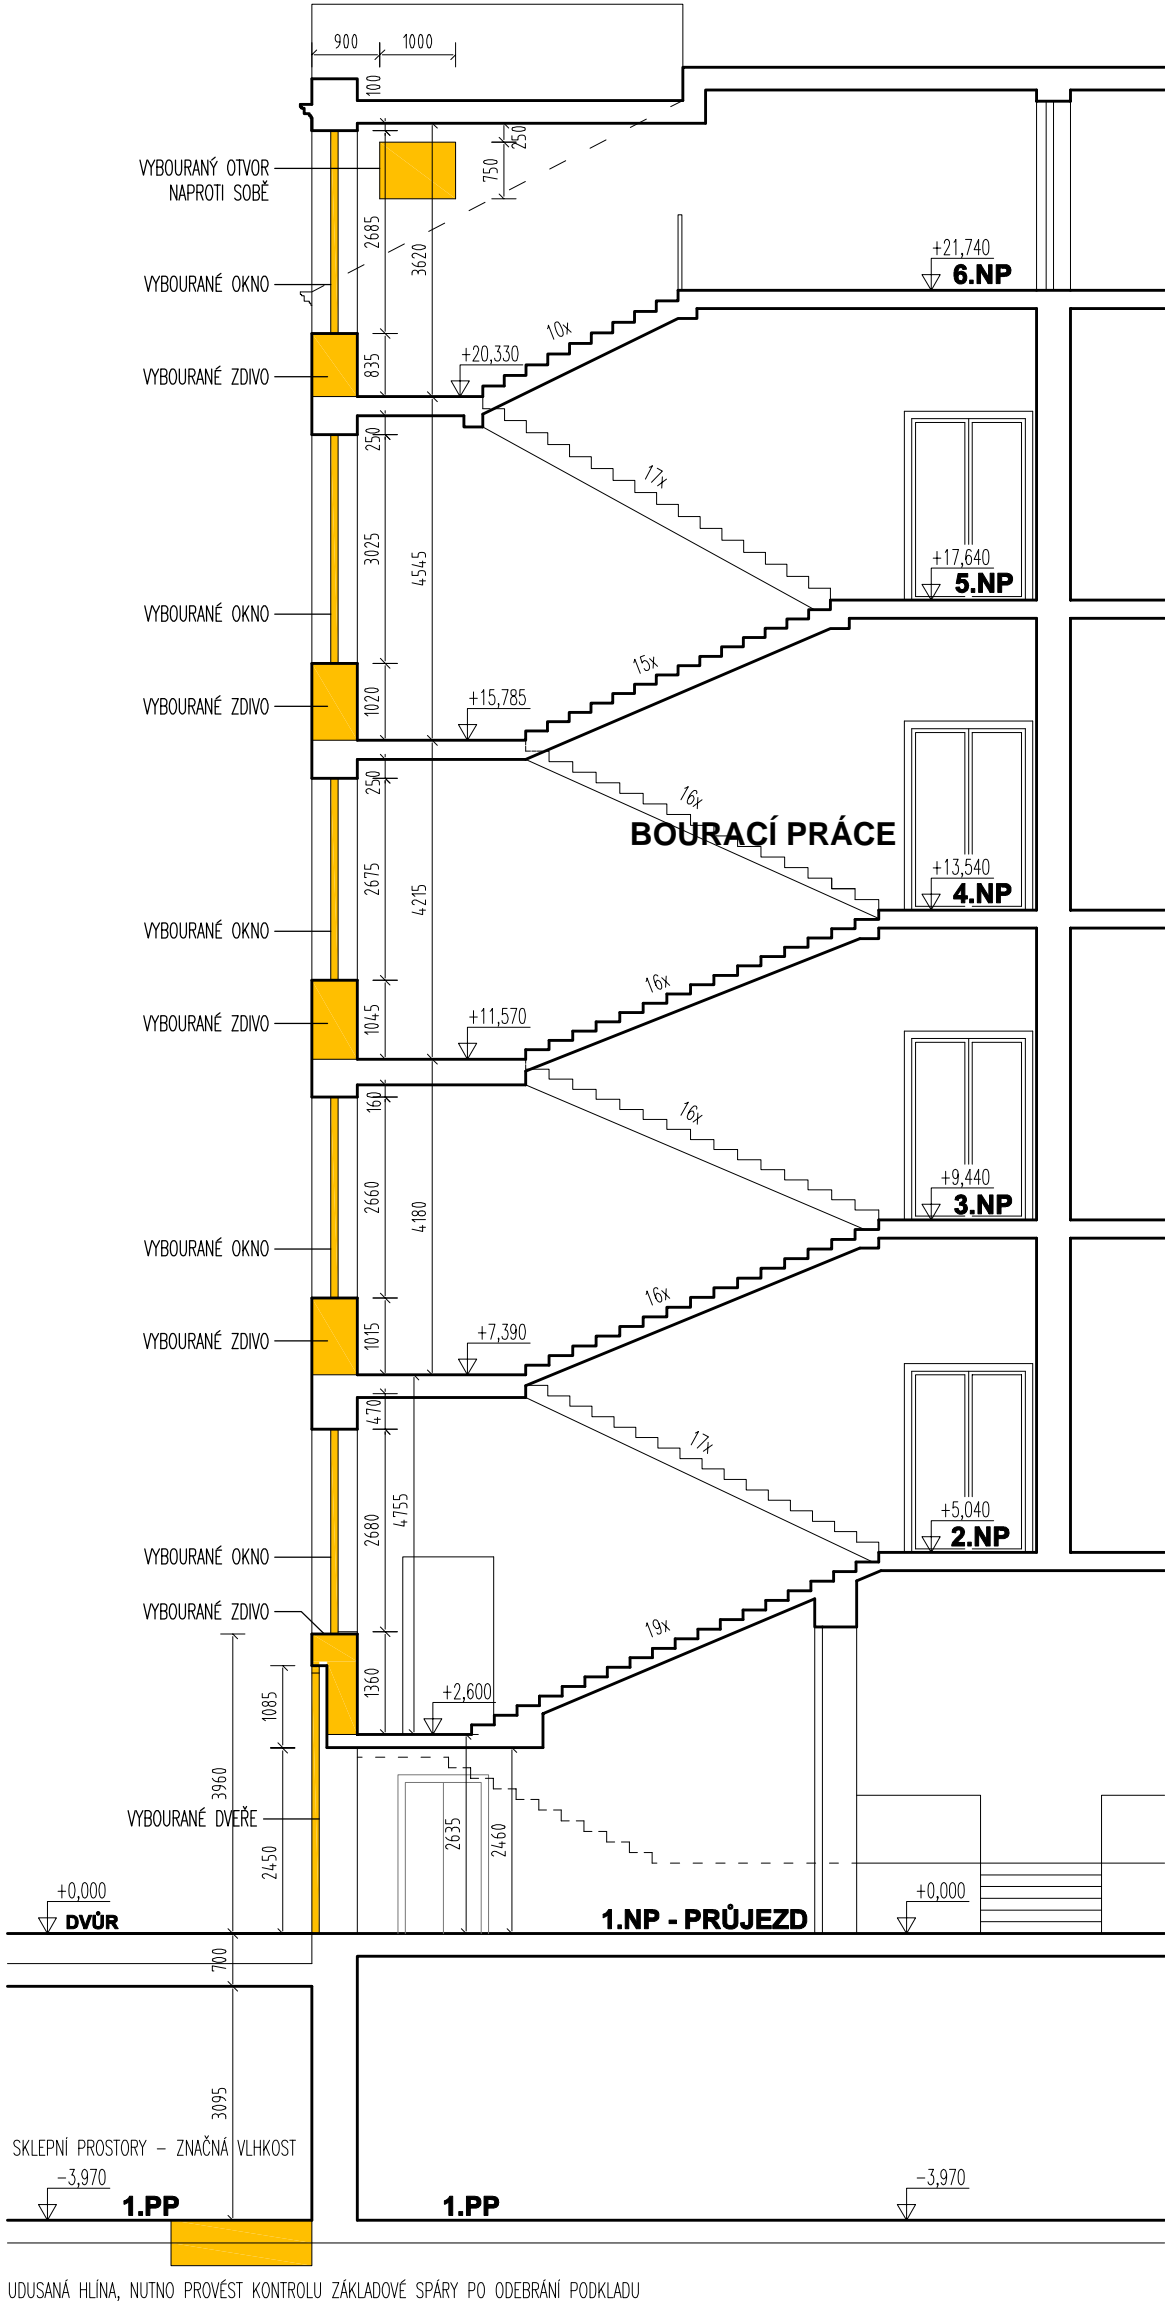 900
1000
100
250
VYBOURANÝ OTVOR
NAPROTI SOBĚ
750
2685
3620
+21,740
6.NP
VYBOURANÉ OKNO
10x
+20,330
835
VYBOURANÉ ZDIVO
250
17x
3025
4545
+17,640
5.NP
VYBOURANÉ OKNO
15x
1020
+15,785
VYBOURANÉ ZDIVO
250
16x
BOURACÍ PRÁCE
2675
4215
+13,540
4.NP
VYBOURANÉ OKNO
16x
1045
+11,570
VYBOURANÉ ZDIVO
160
16x
2660
4180
+9,440
3.NP
VYBOURANÉ OKNO
16x
1015
+7,390
VYBOURANÉ ZDIVO
470
17x
2680
4755
+5,040
2.NP
VYBOURANÉ OKNO
VYBOURANÉ ZDIVO
19x
1360
1085
+2,600
3960
VYBOURANÉ DVEŘE
2450
2635
2460
+0,000
DVŮR
1.NP - PRŮJEZD
+0,000
700
3095
SKLEPNÍ PROSTORY – ZNAČNÁ VLHKOST
-3,970
1.PP
1.PP
-3,970
UDUSANÁ HLÍNA, NUTNO PROVÉST KONTROLU ZÁKLADOVÉ SPÁRY PO ODEBRÁNÍ PODKLADU